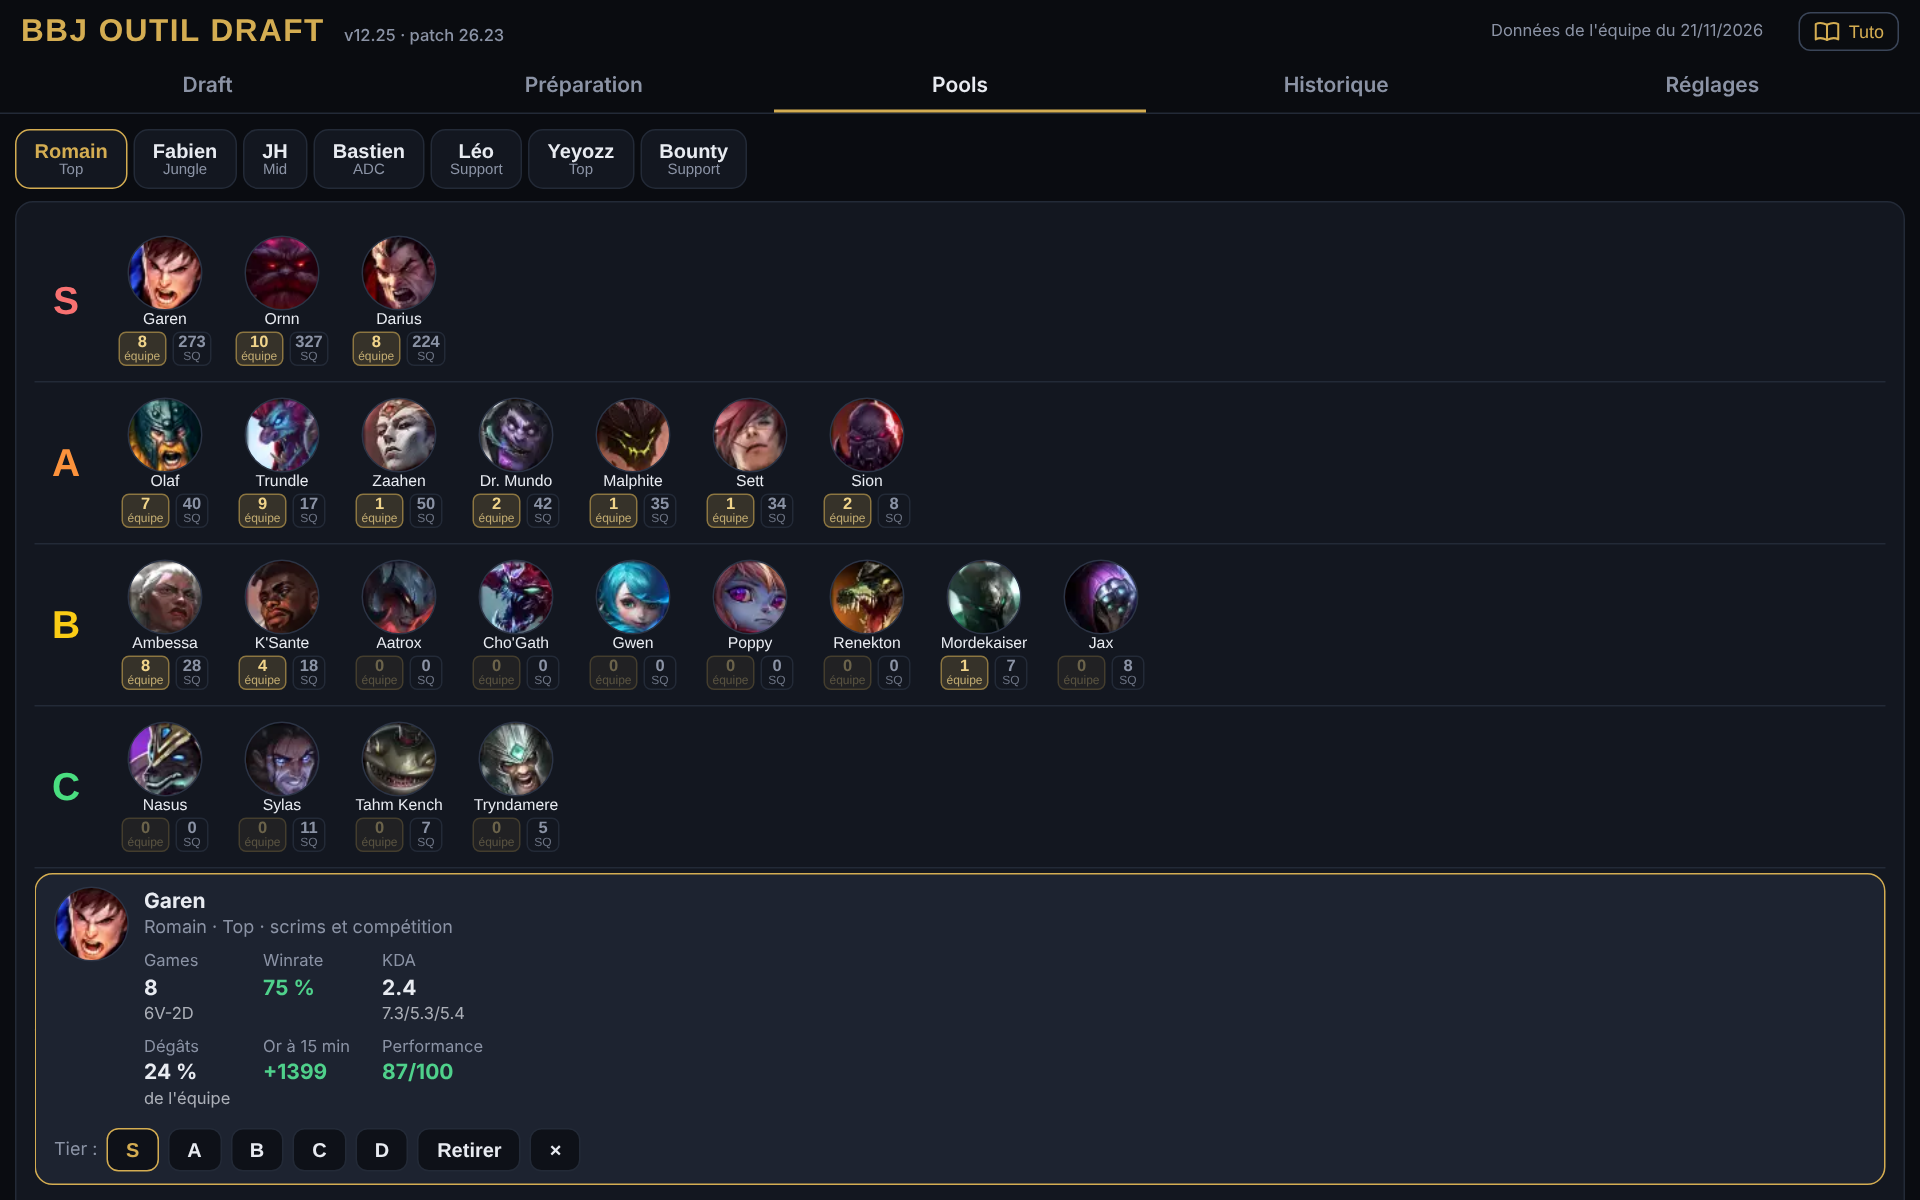 BBJ OUTIL DRAFT v12.25 · patch 26.23 Données de l'équipe du 21/11/2026 Tuto
Draft Préparation Pools Historique Réglages
Romain Fabien JH Bastien Léo Yeyozz Bounty
Top Jungle Mid ADC Support Top Support
S
Garen Ornn Darius
8 273 10 327 8 224
équipe SQ équipe SQ équipe SQ
A
Olaf Trundle Zaahen Dr. Mundo Malphite Sett Sion
7 40 9 17 1 50 2 42 1 35 1 34 2 8
équipe SQ équipe SQ équipe SQ équipe SQ équipe SQ équipe SQ équipe SQ
B
Ambessa K'Sante Aatrox Cho'Gath Gwen Poppy Renekton Mordekaiser Jax
8 28 4 18 0 0 0 0 0 0 0 0 0 0 1 7 0 8
équipe SQ équipe SQ équipe SQ équipe SQ équipe SQ équipe SQ équipe SQ équipe SQ équipe SQ
C
Nasus Sylas Tahm Kench Tryndamere
0 0 0 11 0 7 0 5
équipe SQ équipe SQ équipe SQ équipe SQ
Garen
Romain · Top · scrims et compétition
Games Winrate KDA
8 75 % 2.4
6V-2D 7.3/5.3/5.4
Dégâts Or à 15 min Performance
24 % +1399 87/100
de l'équipe
Tier : S A B C D Retirer ×